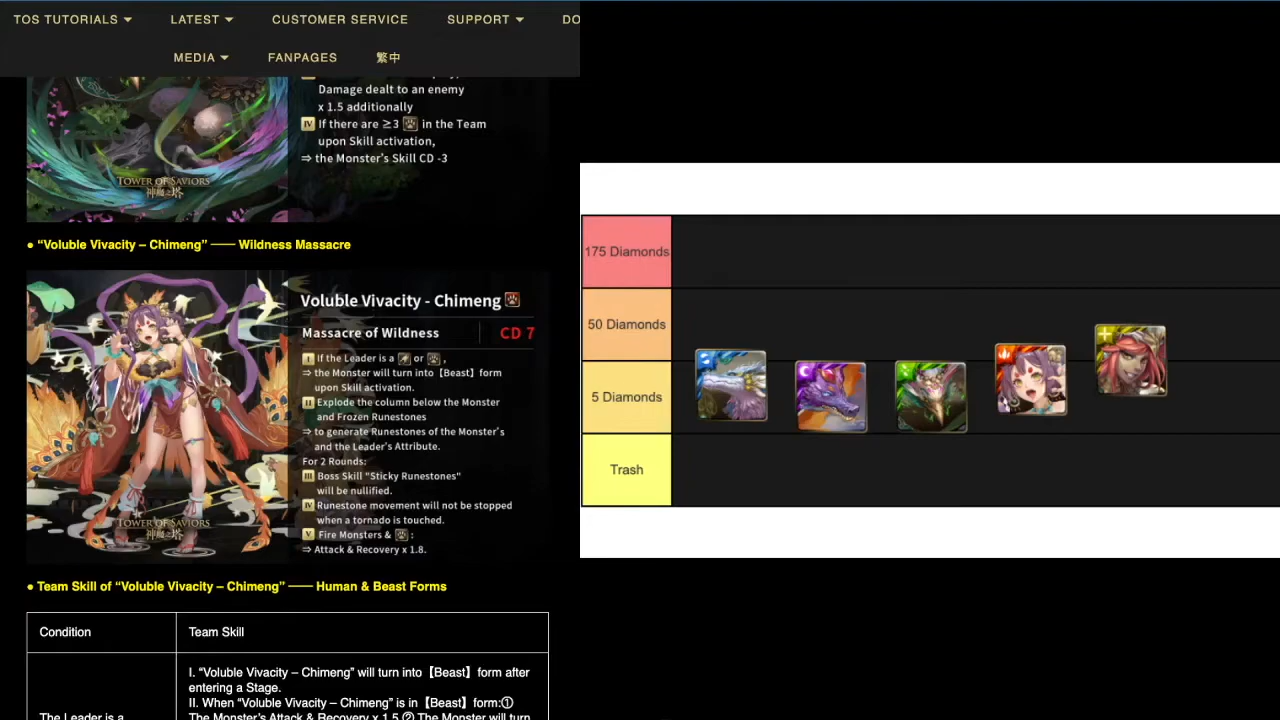 TOS TUTORIALS
LATEST
CUSTOMER SERVICE
SUPPORT
DO
MEDIA
FANPAGES
繁中
Damage dealt to an enemy
x 1.5 additionally
IV If there are ≥3 in the Team
upon Skill activation,
⇒ the Monster's Skill CD -3
TOWER OF SAVIORS
神魔之塔
● “Voluble Vivacity – Chimeng” —— Wildness Massacre
Voluble Vivacity - Chimeng
Massacre of Wildness
CD 7
I If the Leader is a or ,
⇒ the Monster will turn into [Beast] form
upon Skill activation.
II Explode the column below the Monster
and Frozen Runestones
⇒ to generate Runestones of the Monster's
and the Leader's Attribute.
For 2 Rounds:
III Boss Skill "Sticky Runestones"
will be nullified.
IV Runestone movement will not be stopped
when a tornado is touched.
V Fire Monsters & :
⇒ Attack & Recovery x 1.8.
TOWER OF SAVIORS
神魔之塔
● Team Skill of “Voluble Vivacity – Chimeng” —— Human & Beast Forms
Condition
Team Skill
I. “Voluble Vivacity – Chimeng” will turn into【Beast】form after
entering a Stage.
II. When “Voluble Vivacity – Chimeng” is in【Beast】form:①
The Leader is a
The Monster's Attack & Recovery x 1.5 ② The Monster will turn
175 Diamonds
50 Diamonds
5 Diamonds
Trash